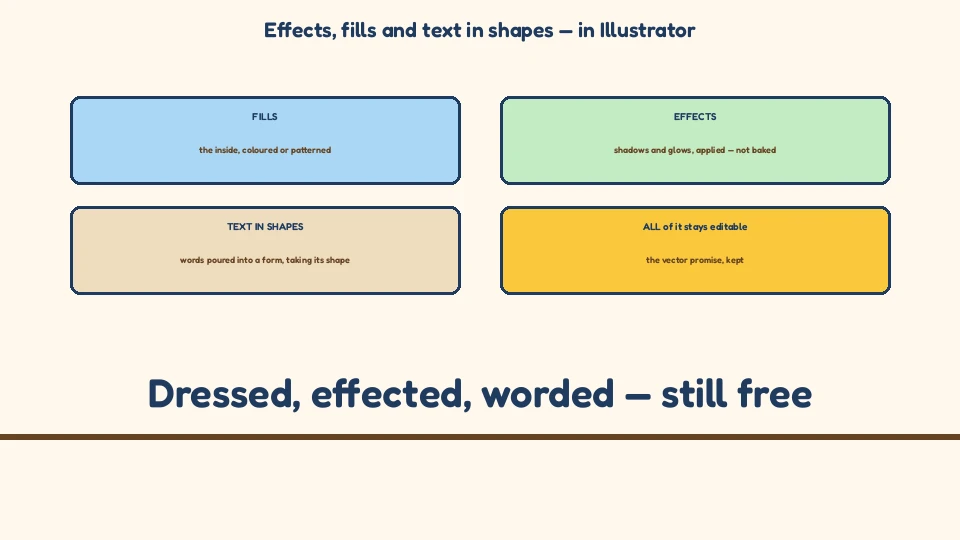 Effects, fills and text in shapes — in Illustrator
FILLS
the inside, coloured or patterned
EFFECTS
shadows and glows, applied — not baked
TEXT IN SHAPES
words poured into a form, taking its shape
ALL of it stays editable
the vector promise, kept
Dressed, effected, worded — still free